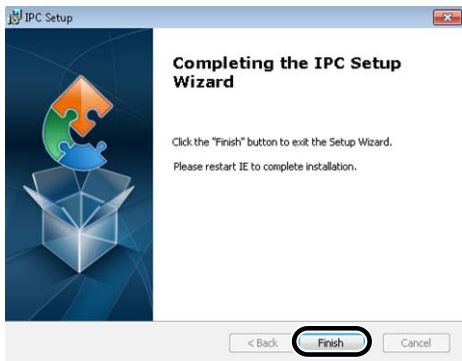 IPC Setup
Completing the IPC Setup
Wizard
Click the "Finish" button to exit the Setup Wizard.
Please restart IE to complete installation.
< Back
Finish
Cancel